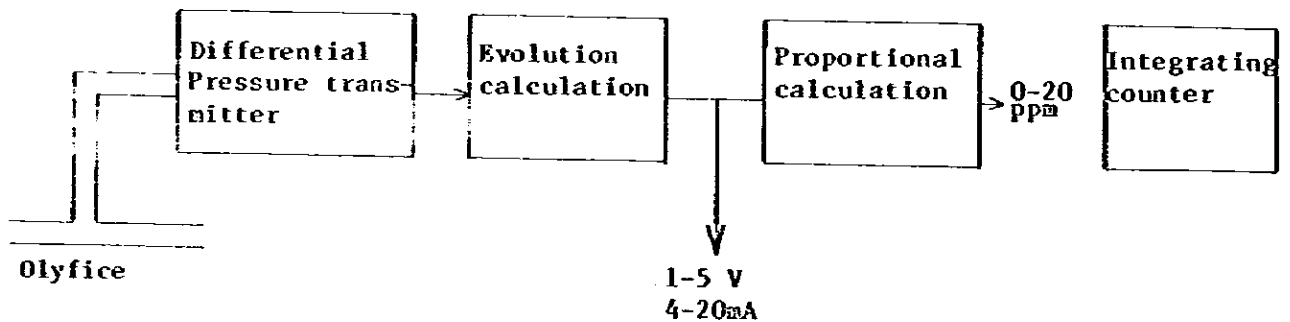 Differential
Pressure trans-
mitter
Evolution
calculation
Proportional
calculation
0-20
ppm
Integrating
counter
Olyfice
1-5 V
4-20mA